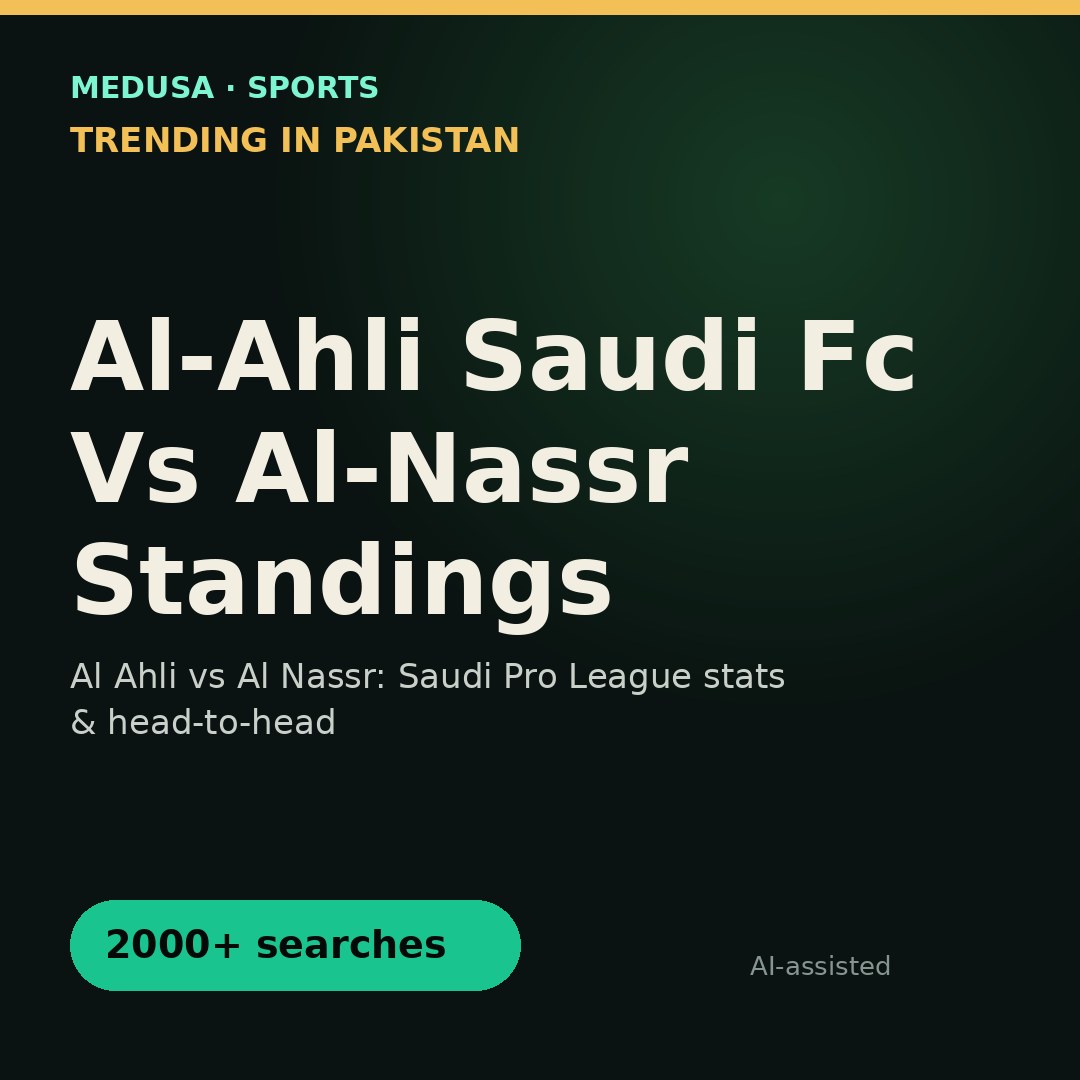 MEDUSA · SPORTS
TRENDING IN PAKISTAN
Al-Ahli Saudi Fc
Vs Al-Nassr
Standings
Al Ahli vs Al Nassr: Saudi Pro League stats
& head-to-head
2000+ searches
AI-assisted